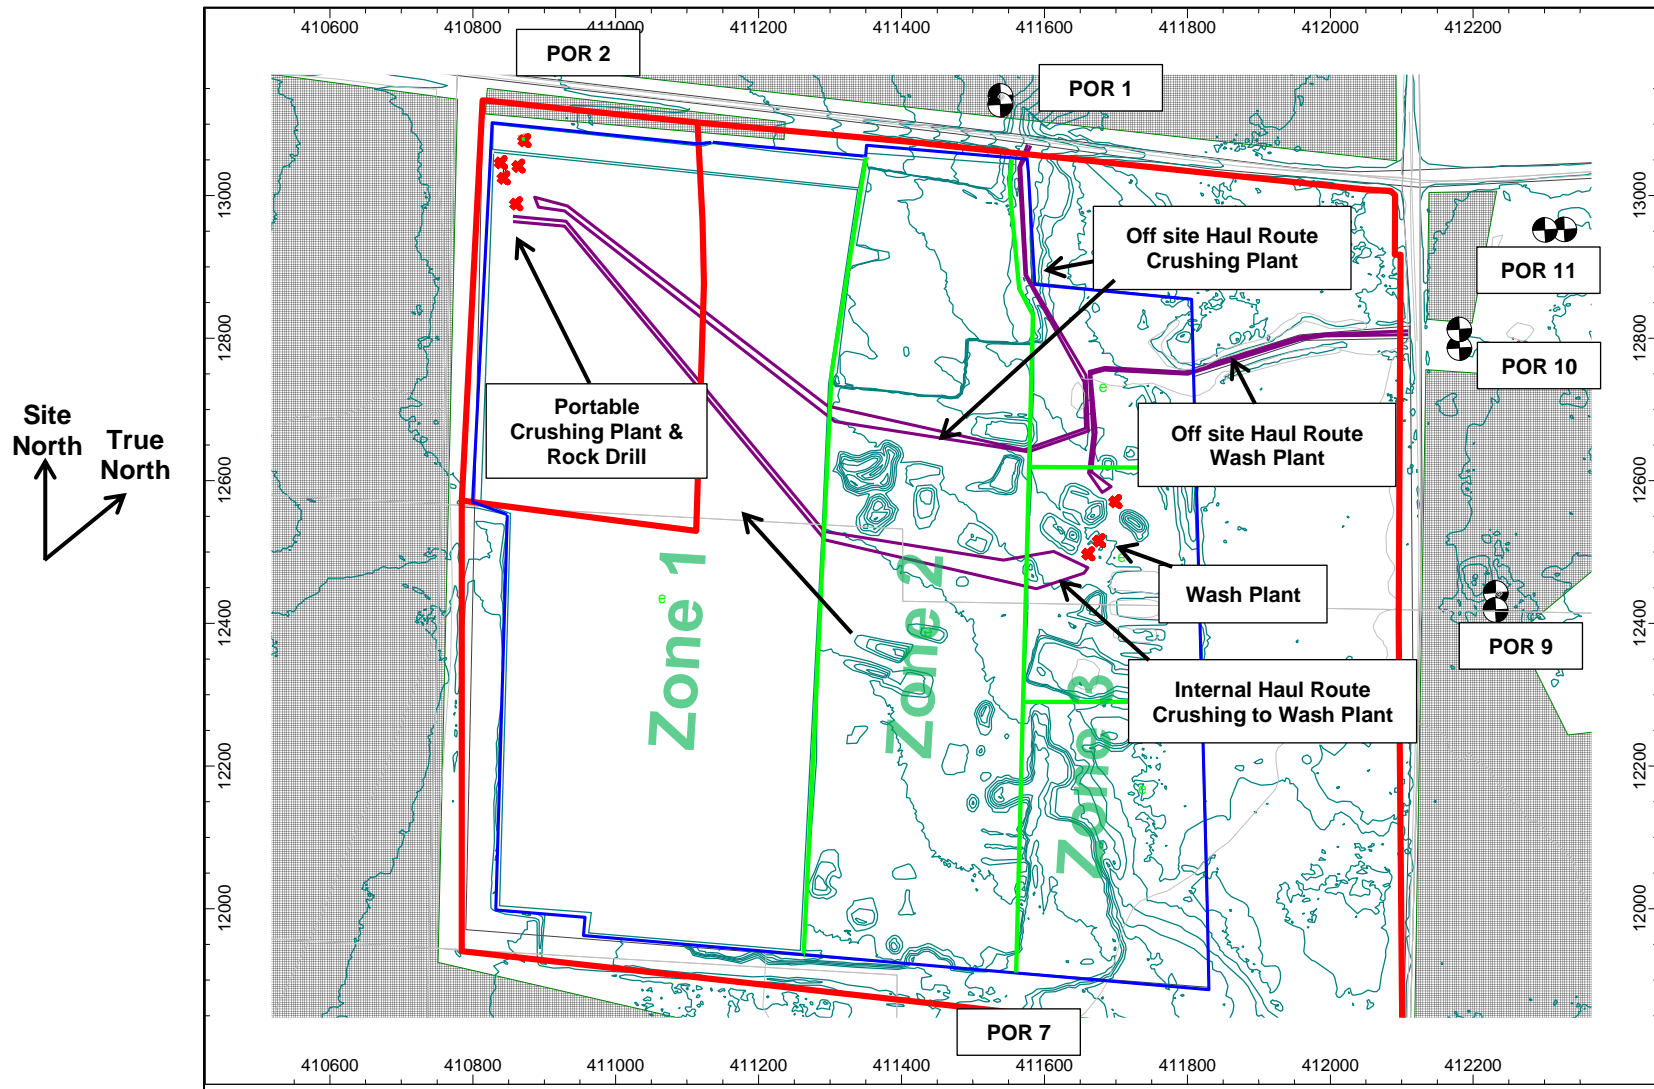 410600 410800 411000 411200 411400 411600 411800 412000 412200
POR 2
POR 1
13000
13000
Off site Haul Route
Crushing Plant
POR 11
12800
12800
POR 10
Portable
Crushing Plant &
Rock Drill
Off site Haul Route
Wash Plant
Site
North
True
North
12600
12600
Wash Plant
Zone 1
Zone 2
Zone 3
12400
12400
POR 9
Internal Haul Route
Crushing to Wash Plant
12200
12200
12000
12000
POR 7
410600 410800 411000 411200 411400 411600 411800 412000 412200